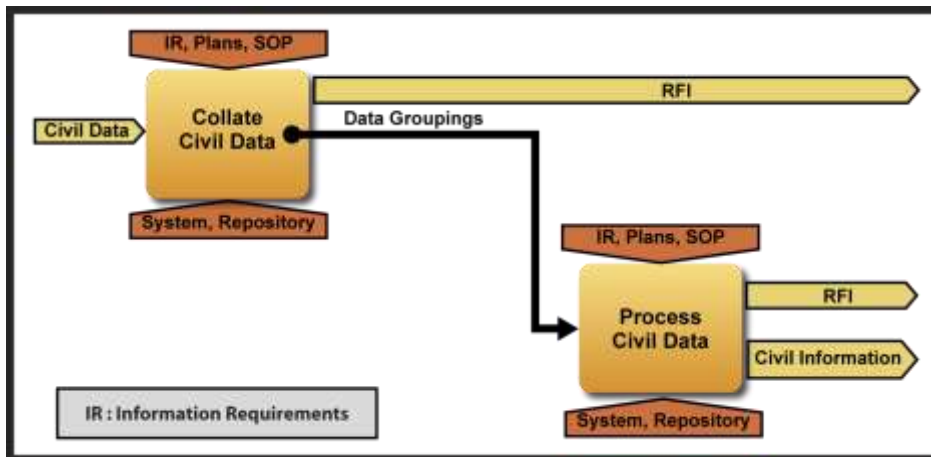 IR, Plans, SOP
RFI
Collate
Civil Data
Civil Data
Data Groupings
System, Repository
IR, Plans, SOP
RFI
Process
Civil Data
Civil Information
IR : Information Requirements
System, Repository